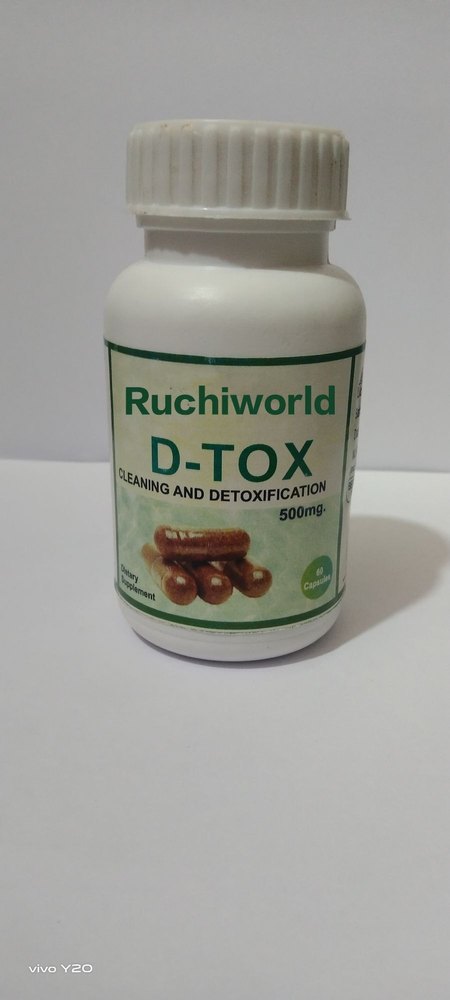 Ruchiworld
D-TOX
CLEANING AND DETOXIFICATION
500mg.
Dietary
Supplement
60
Capsules
vivo Y20